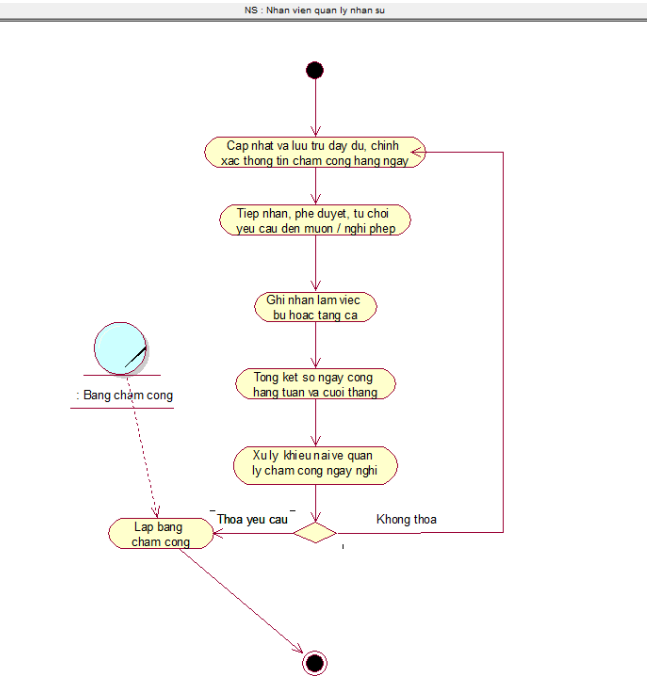 NS : Nhan vien quan ly nhan su
Cap nhat va luu tru day du, chinh
xac thong tin cham cong hang ngay
Tiep nhan, phe duyet, tu choi
yeu cau den muon / nghi phep
Ghi nhan lam viec
bu hoac tang ca
Tong ket so ngay cong
hang tuan va cuoi thang
: Bang cham cong
Xu ly khieu nai ve quan
ly cham cong ngay nghi
Thoa yeu cau
Khong thoa
Lap bang
cham cong